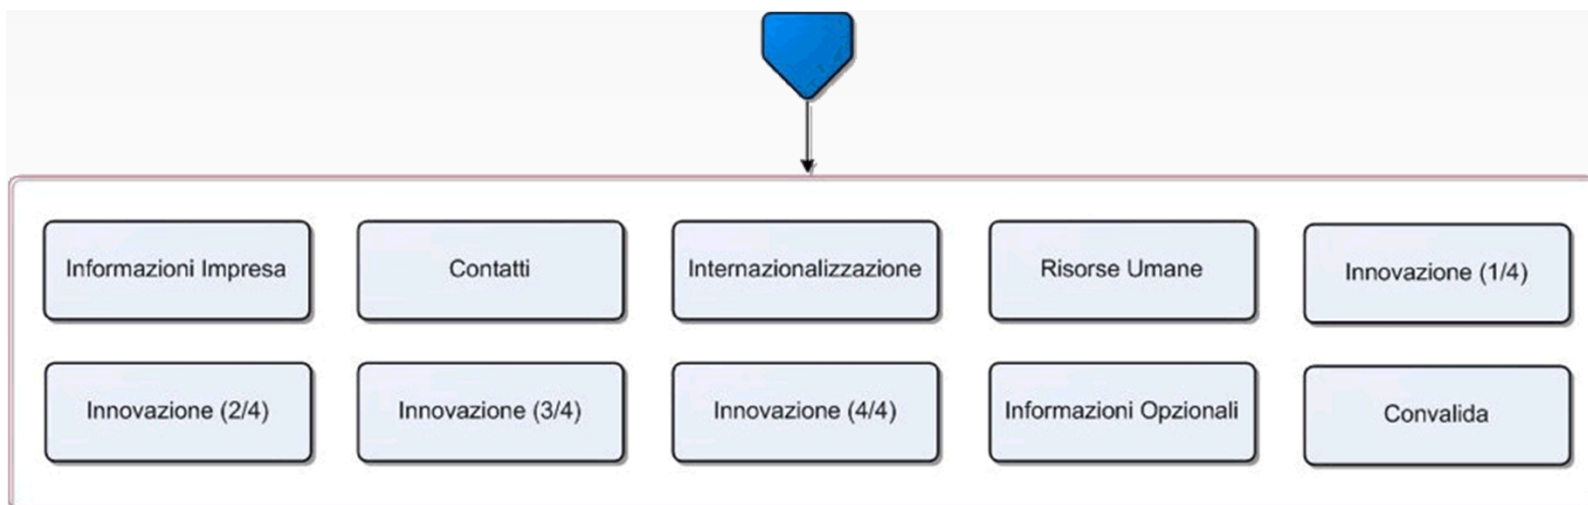 Informazioni Impresa
Contatti
Internazionalizzazione
Risorse Umane
Innovazione (1/4)
Innovazione (2/4)
Innovazione (3/4)
Innovazione (4/4)
Informazioni Opzionali
Convalida